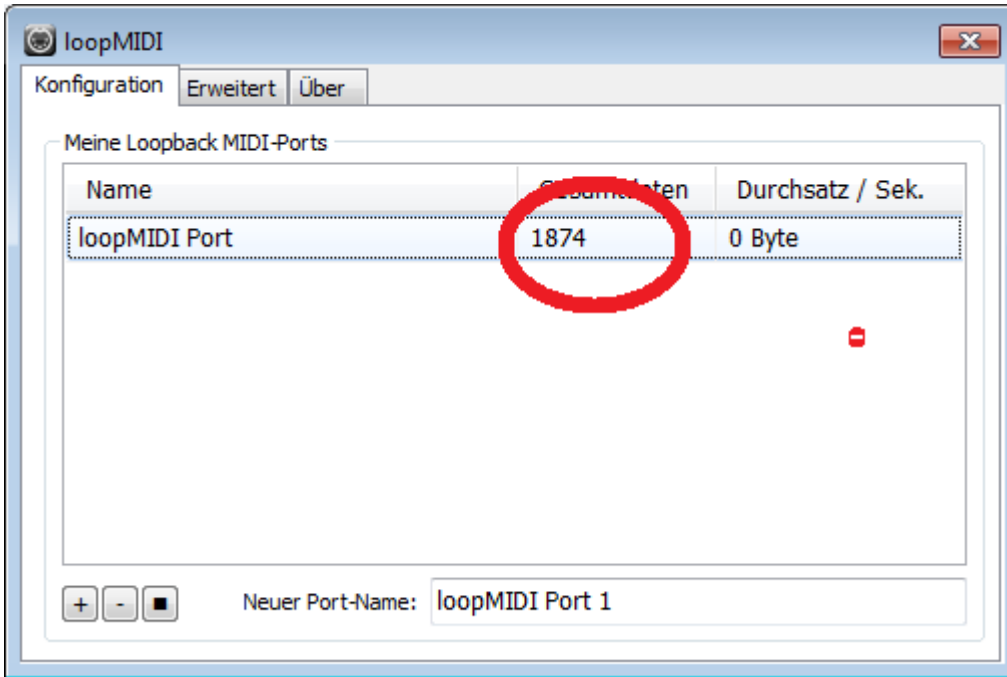 loopMIDI
Konfiguration Erweitert Über
Meine Loopback MIDI-Ports
Name Durchsatz / Sek.
loopMIDI Port 1874 0 Byte
+ - Neuer Port-Name: loopMIDI Port 1